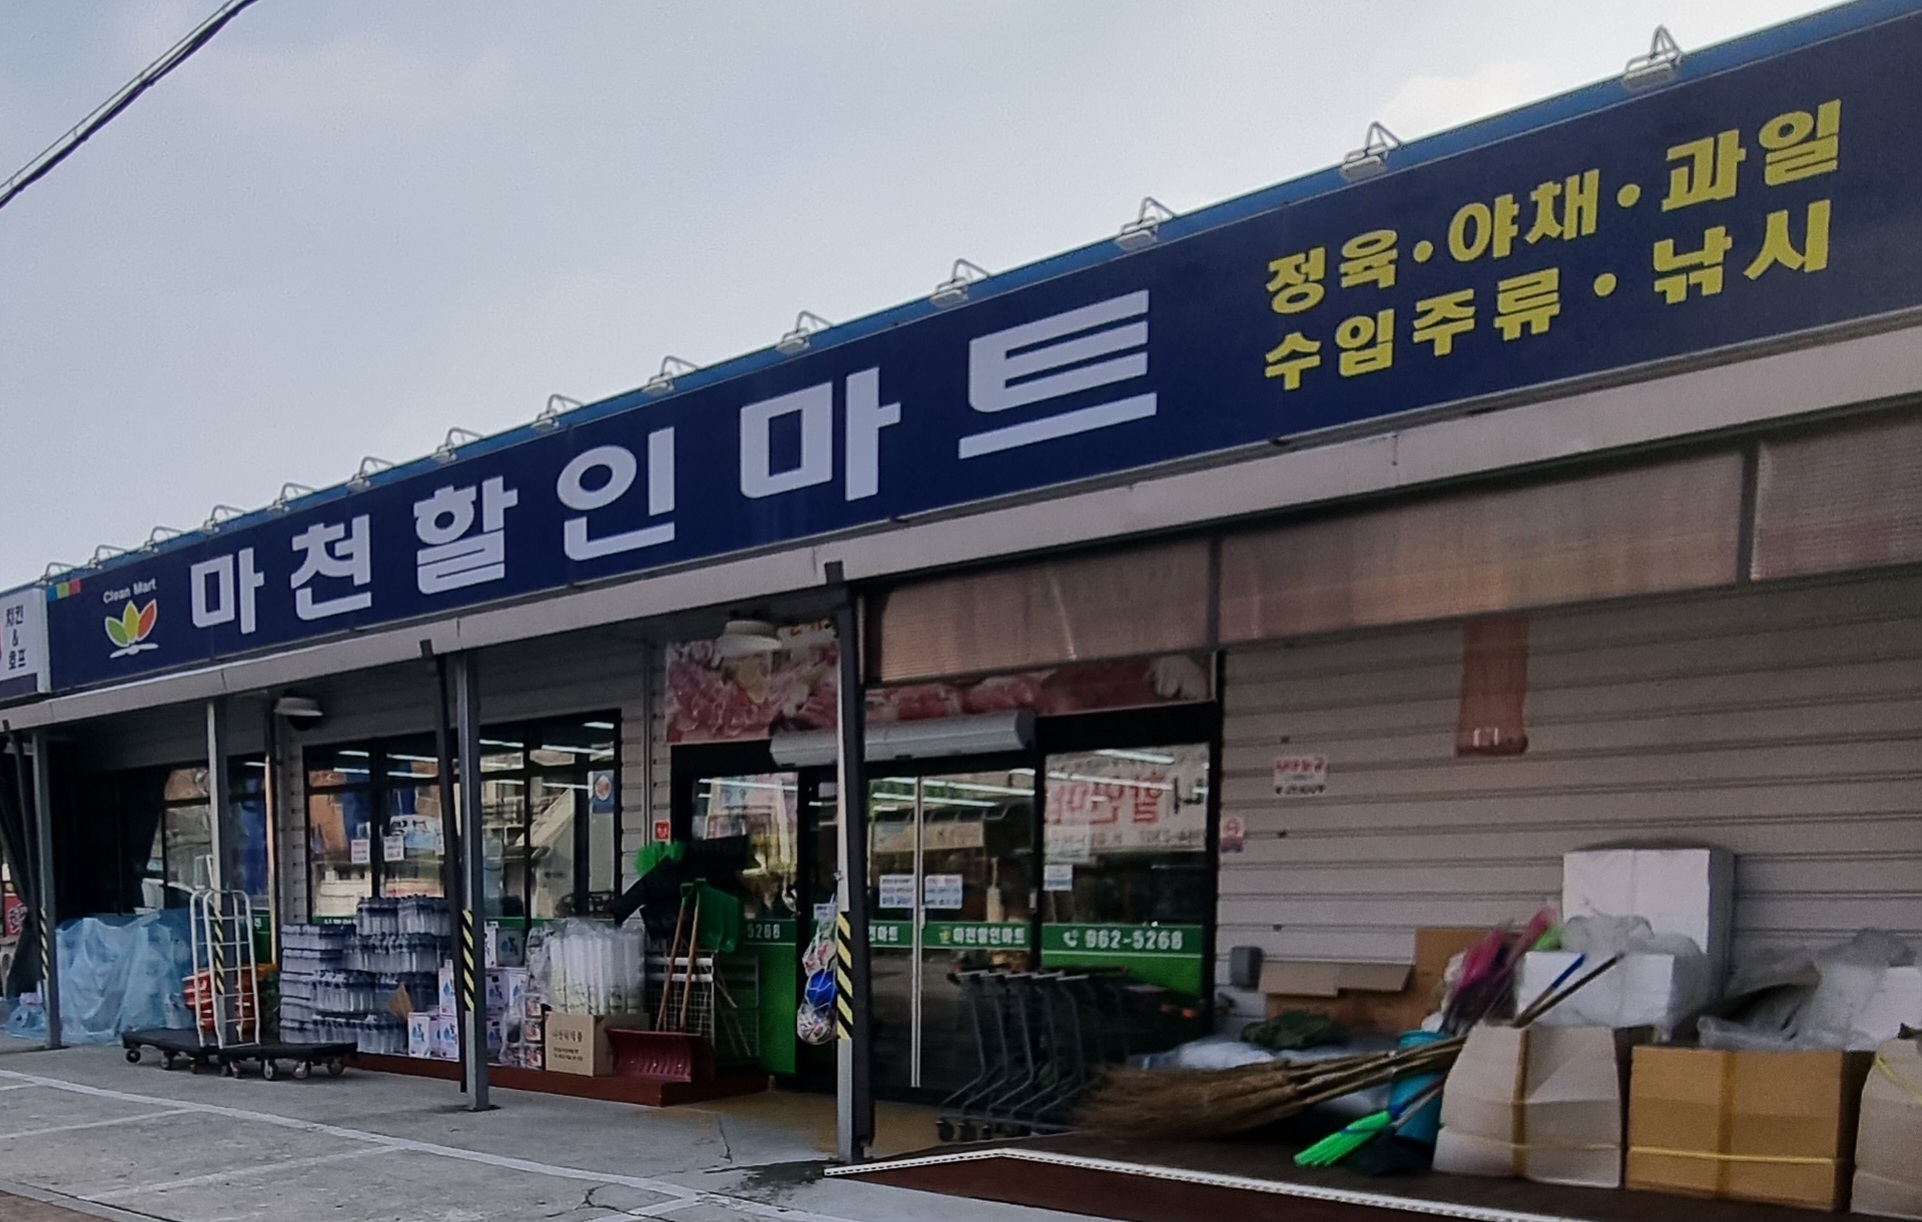 정육·야채·과일
수입주류·낚시
Clean Mart
마천할인마트
치킨
&
호프
5268
마천할인마트
962-5268